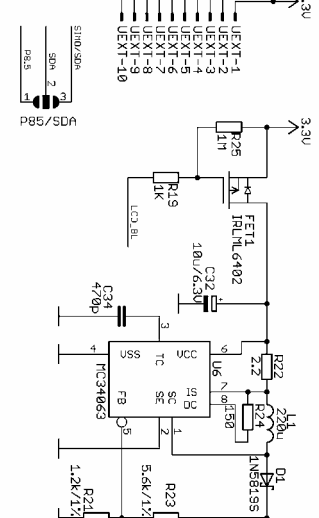 3.3V
UEXT-1
UEXT-2
UEXT-3
UEXT-4
UEXT-5
UEXT-6
UEXT-7
UEXT-8
UEXT-9
UEXT-10
P8.5
SDA
SIMO/SDA
1
2
3
P85/SDA
3.3V
R25
1M
R19
1K
LCD_BL
FET1
IRLML6402
C32
10u/6.3V
C34
470p
3
4
VSS
TC
VCC
6
U6
R22
2.2
IS
7
DC
8
R24
150
L1
220u
FB
SE
SC
MC34063
5
2
1
D1
1N5819S
1.2k/1%
R21
5.6k/1%
R23